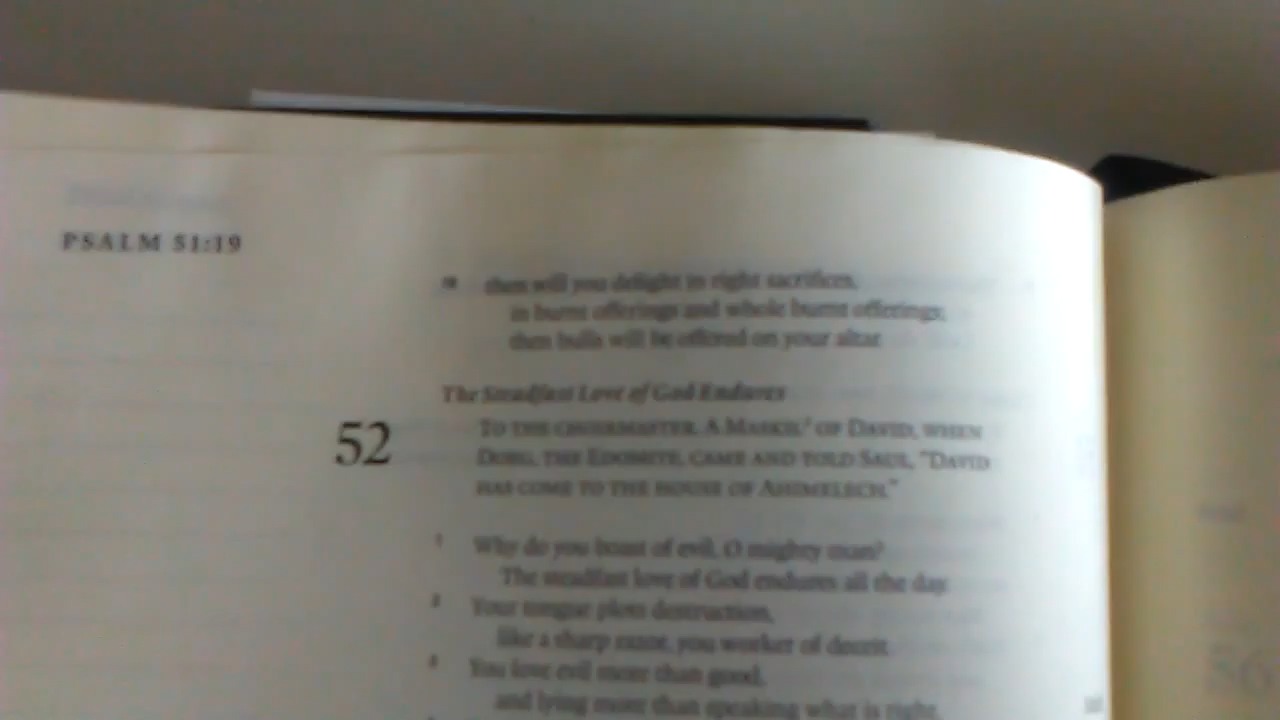 PSALM 51:19
19 then will you delight in right sacrifices,
in burnt offerings and whole burnt offerings;
then bulls will be offered on your altar.
The Steadfast Love of God Endures
52
TO THE CHOIRMASTER. A MASKIL OF DAVID, WHEN
DOEG, THE EDOMITE, CAME AND TOLD SAUL, "DAVID
HAS COME TO THE HOUSE OF AHIMELECH."
1 Why do you boast of evil, O mighty man?
The steadfast love of God endures all the day.
2 Your tongue plots destruction,
like a sharp razor, you worker of deceit.
3 You love evil more than good,
and lying more than speaking what is right.
56